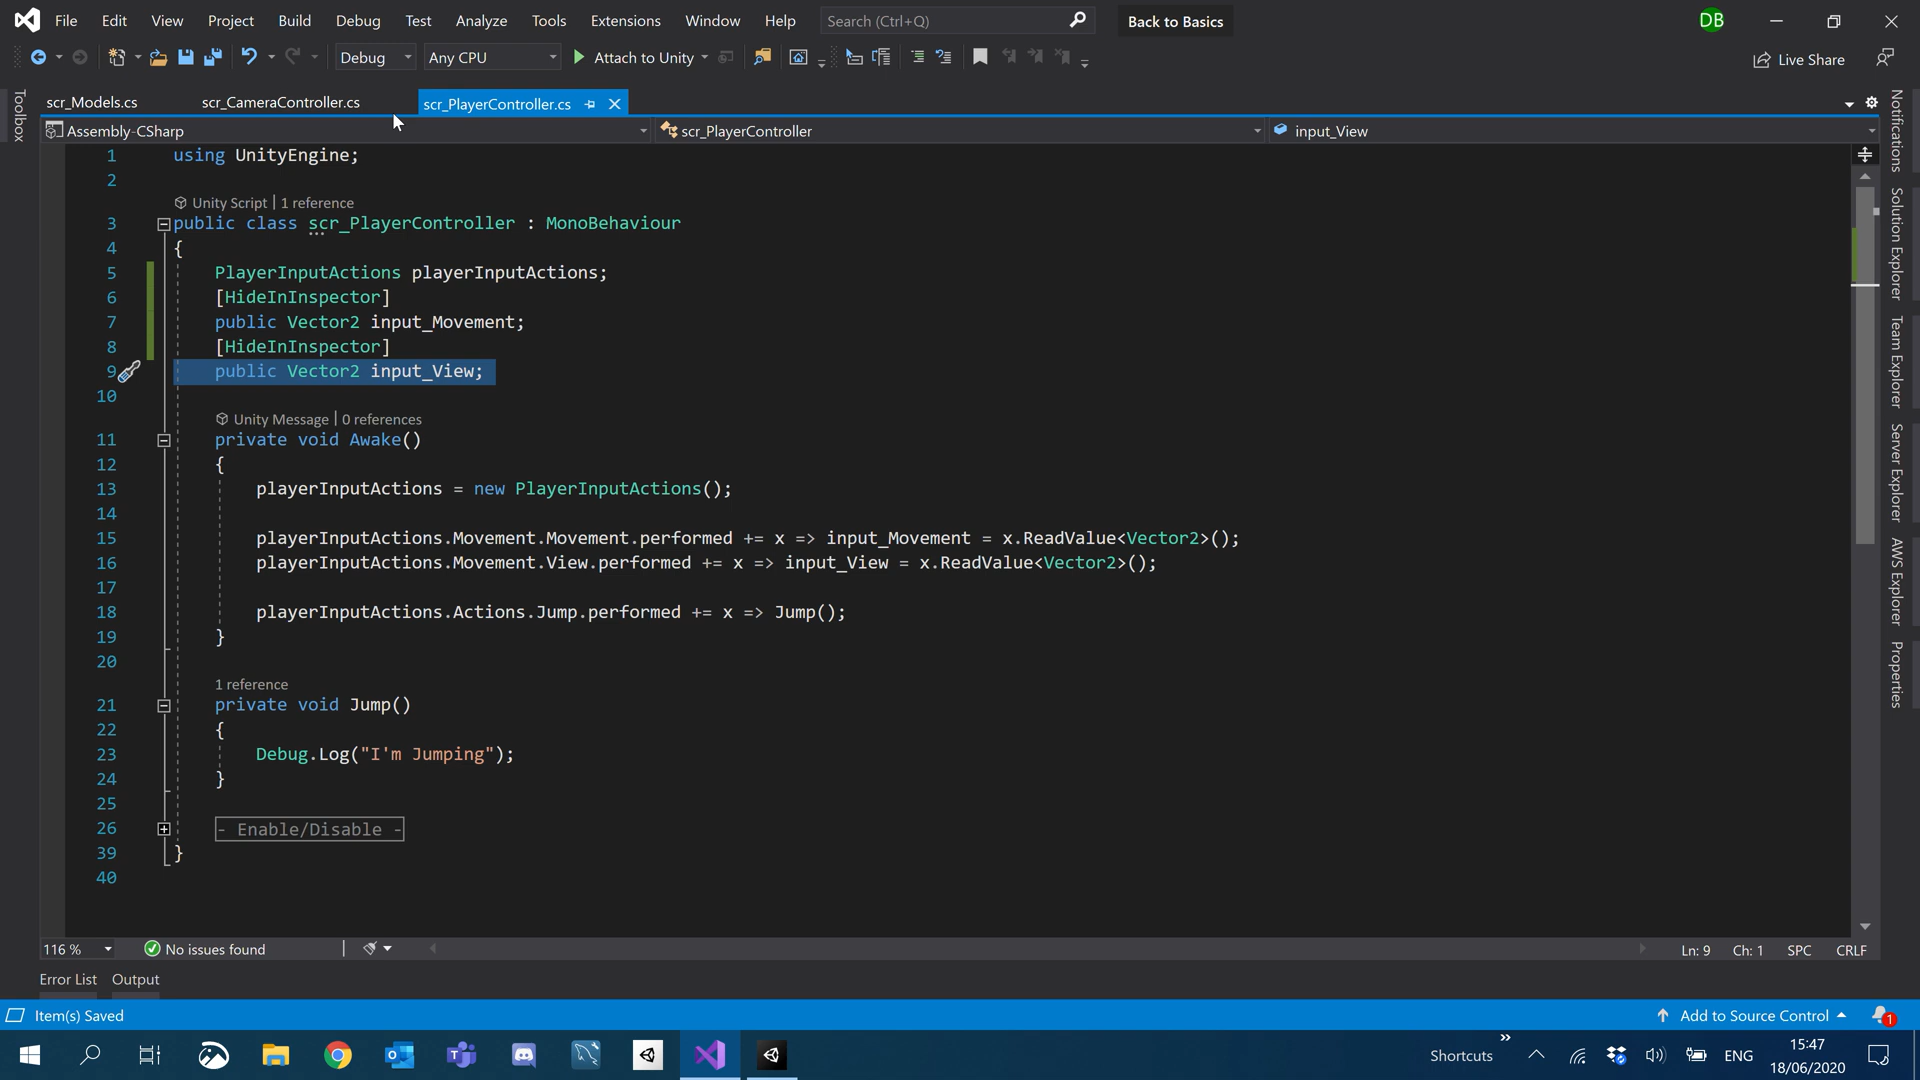 File Edit View Project Build Debug Test Analyze Tools Extensions Window Help Search (Ctrl+Q) Back to Basics DB
Debug Any CPU Attach to Unity Live Share
scr_Models.cs scr_CameraController.cs scr_PlayerController.cs
Assembly-CSharp scr_PlayerController input_View
Toolbox
Notifications
Solution Explorer
Team Explorer
Server Explorer
AWS Explorer
Properties
1 using UnityEngine;
2
Unity Script | 1 reference
3 public class scr_PlayerController : MonoBehaviour
4 {
5 PlayerInputActions playerInputActions;
6 [HideInInspector]
7 public Vector2 input_Movement;
8 [HideInInspector]
9 public Vector2 input_View;
10
Unity Message | 0 references
11 private void Awake()
12 {
13 playerInputActions = new PlayerInputActions();
14
15 playerInputActions.Movement.Movement.performed += x => input_Movement = x.ReadValue<Vector2>();
16 playerInputActions.Movement.View.performed += x => input_View = x.ReadValue<Vector2>();
17
18 playerInputActions.Actions.Jump.performed += x => Jump();
19 }
20
1 reference
21 private void Jump()
22 {
23 Debug.Log("I'm Jumping");
24 }
25
26 - Enable/Disable -
39 }
40
116 % No issues found Ln: 9 Ch: 1 SPC CRLF
Error List Output
Item(s) Saved Add to Source Control 1
Shortcuts ENG 15:47
18/06/2020